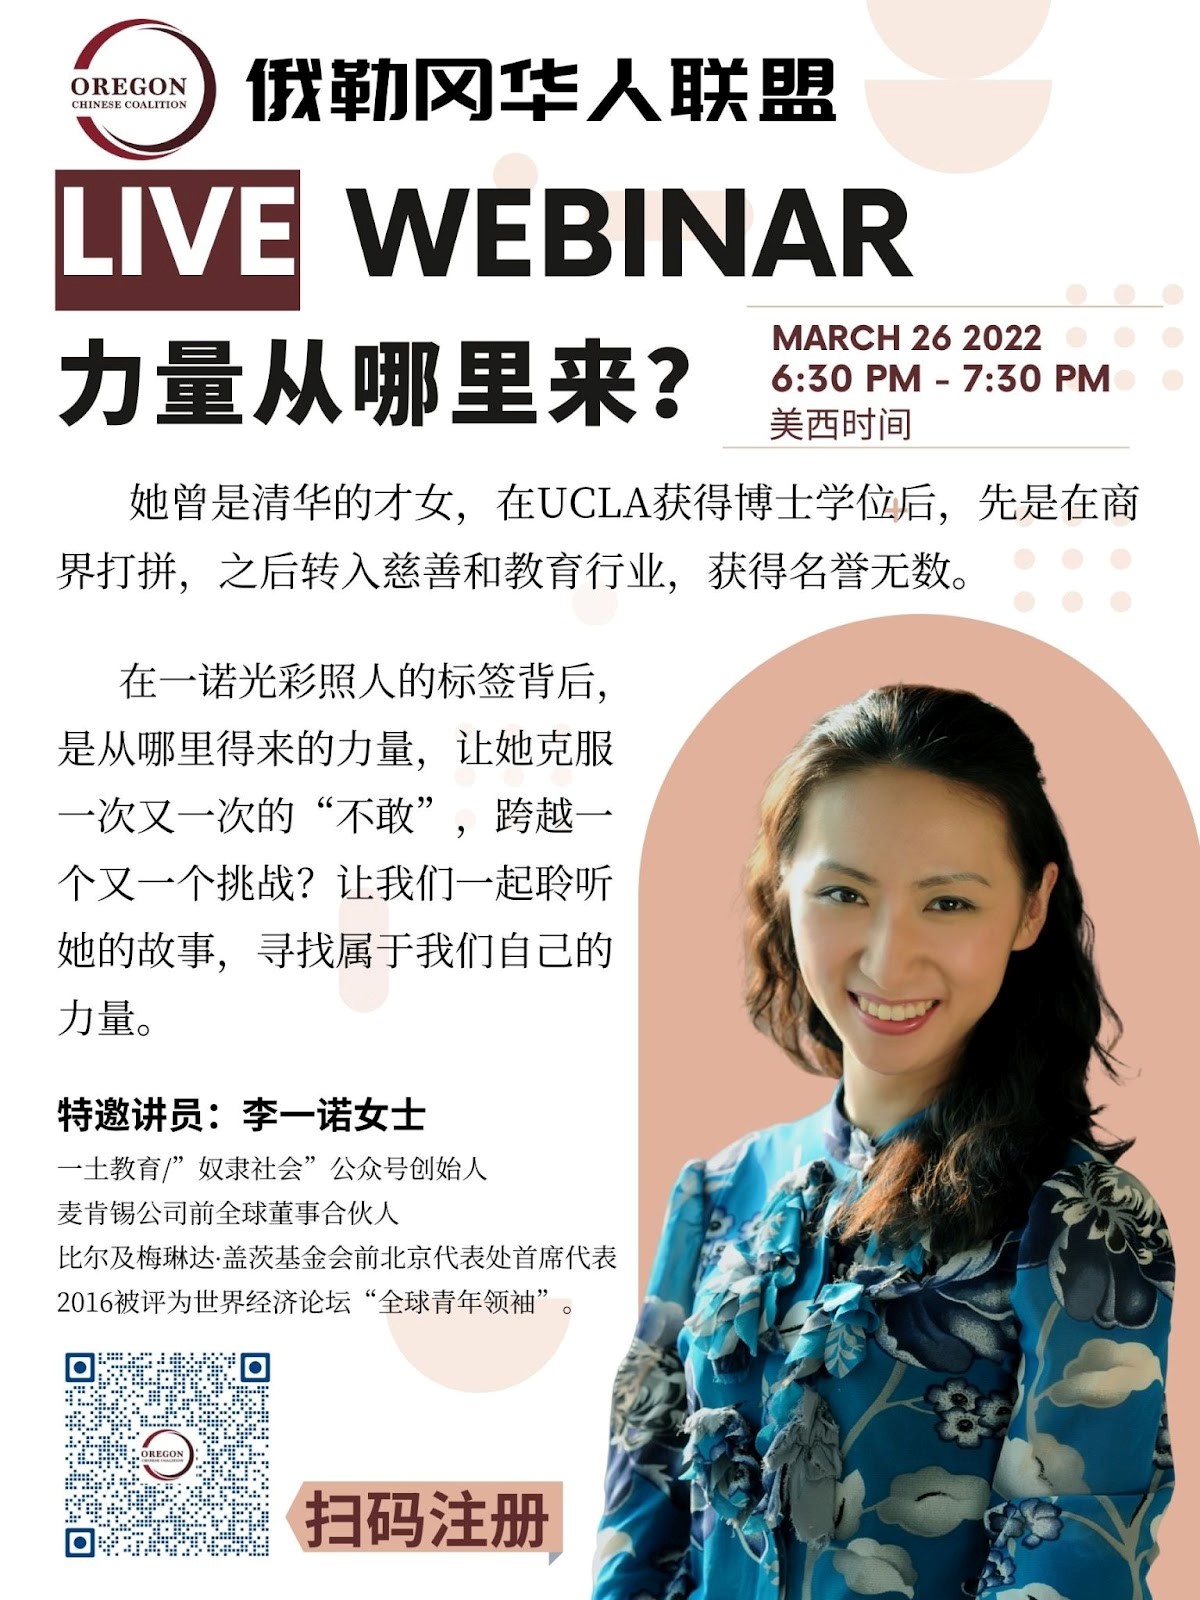 OREGON
CHINESE COALITION
俄勒冈华人联盟
LIVE WEBINAR
力量从哪里来？
MARCH 26 2022
6:30 PM - 7:30 PM
美西时间
她曾是清华的才女，在UCLA获得博士学位后，先是在商
界打拼，之后转入慈善和教育行业，获得名誉无数。
在一诺光彩照人的标签背后，
是从哪里得来的力量，让她克服
一次又一次的“不敢”，跨越一
个又一个挑战？让我们一起聆听
她的故事，寻找属于我们自己的
力量。
特邀讲员：李一诺女士
一土教育/”奴隶社会”公众号创始人
麦肯锡公司前全球董事合伙人
比尔及梅琳达·盖茨基金会前北京代表处首席代表
2016被评为世界经济论坛“全球青年领袖”。
OREGON
CHINESE COALITION
扫码注册